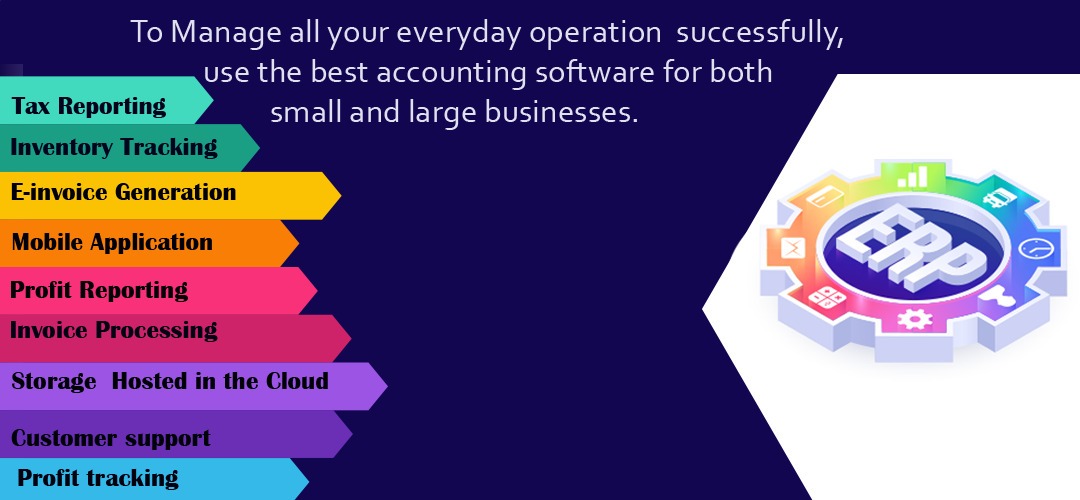 To Manage all your everyday operation successfully,
use the best accounting software for both
small and large businesses.
Tax Reporting
Inventory Tracking
E-invoice Generation
Mobile Application
Profit Reporting
Invoice Processing
Storage Hosted in the Cloud
Customer support
Profit tracking
ERP